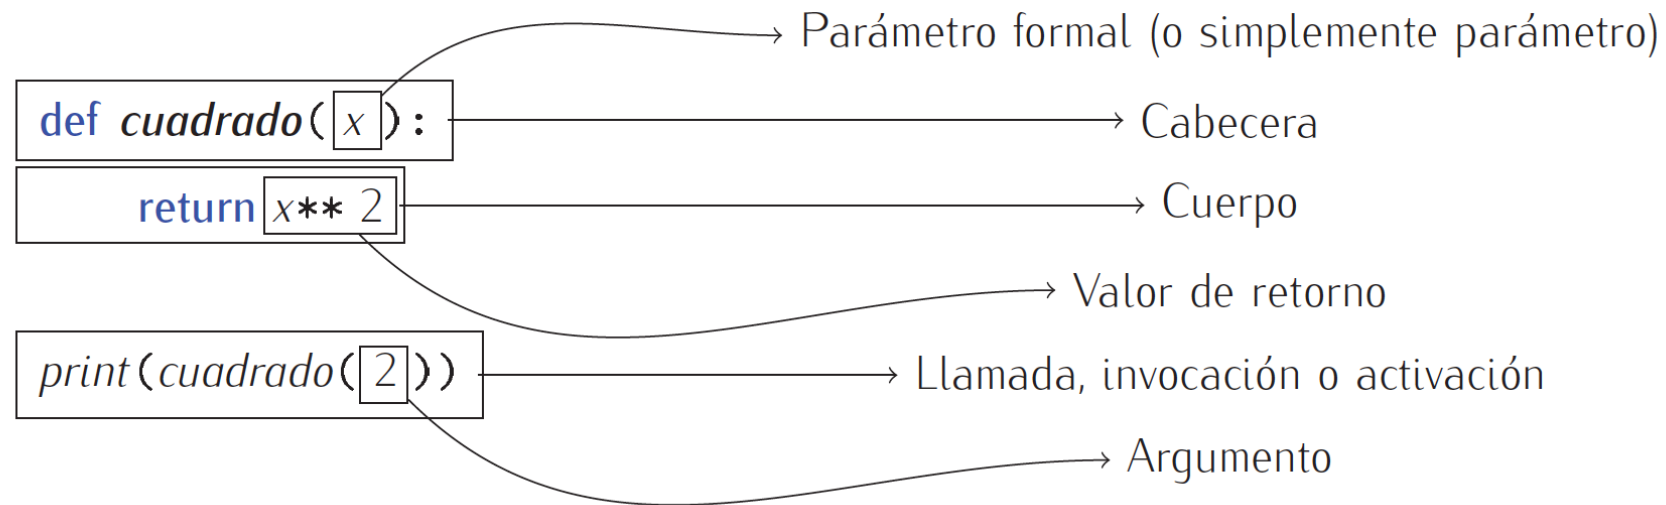 Parámetro formal (o simplemente parámetro)
def cuadrado(x):
Cabecera
return x** 2
Cuerpo
Valor de retorno
print(cuadrado(2))
Llamada, invocación o activación
Argumento